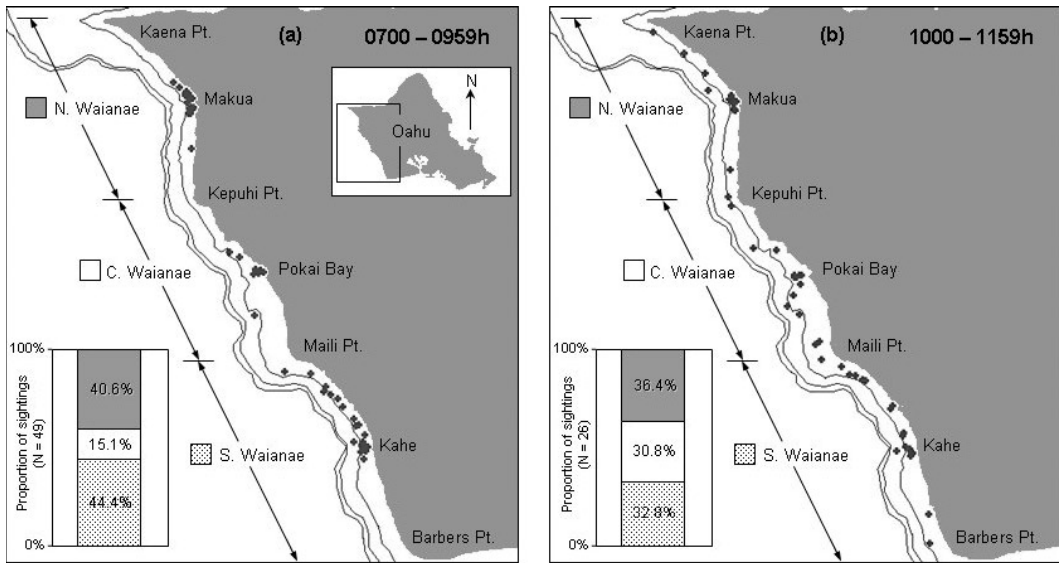 Kaena Pt.
(a)
0700 – 0959h
N
Makua
N. Waianae
Oahu
Kepuhi Pt.
C. Waianae
Pokai Bay
Maili Pt.
100%
40.6%
15.1%
44.4%
0%
Proportion of sightings
(N = 49)
Kahe
S. Waianae
Barbers Pt.
Kaena Pt.
(b)
1000 – 1159h
Makua
N. Waianae
Kepuhi Pt.
C. Waianae
Pokai Bay
Maili Pt.
100%
36.4%
30.8%
32.8%
0%
Proportion of sightings
(N = 26)
Kahe
S. Waianae
Barbers Pt.